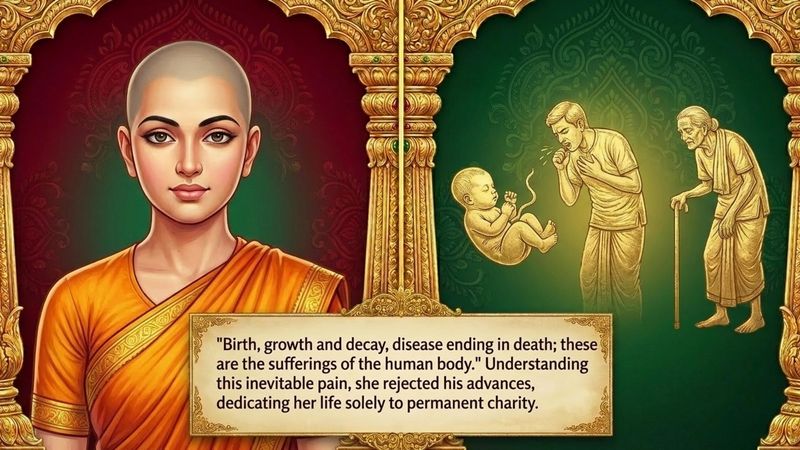 "Birth, growth and decay, disease ending in death; these
are the sufferings of the human body." Understanding
this inevitable pain, she rejected his advances,
dedicating her life solely to permanent charity.